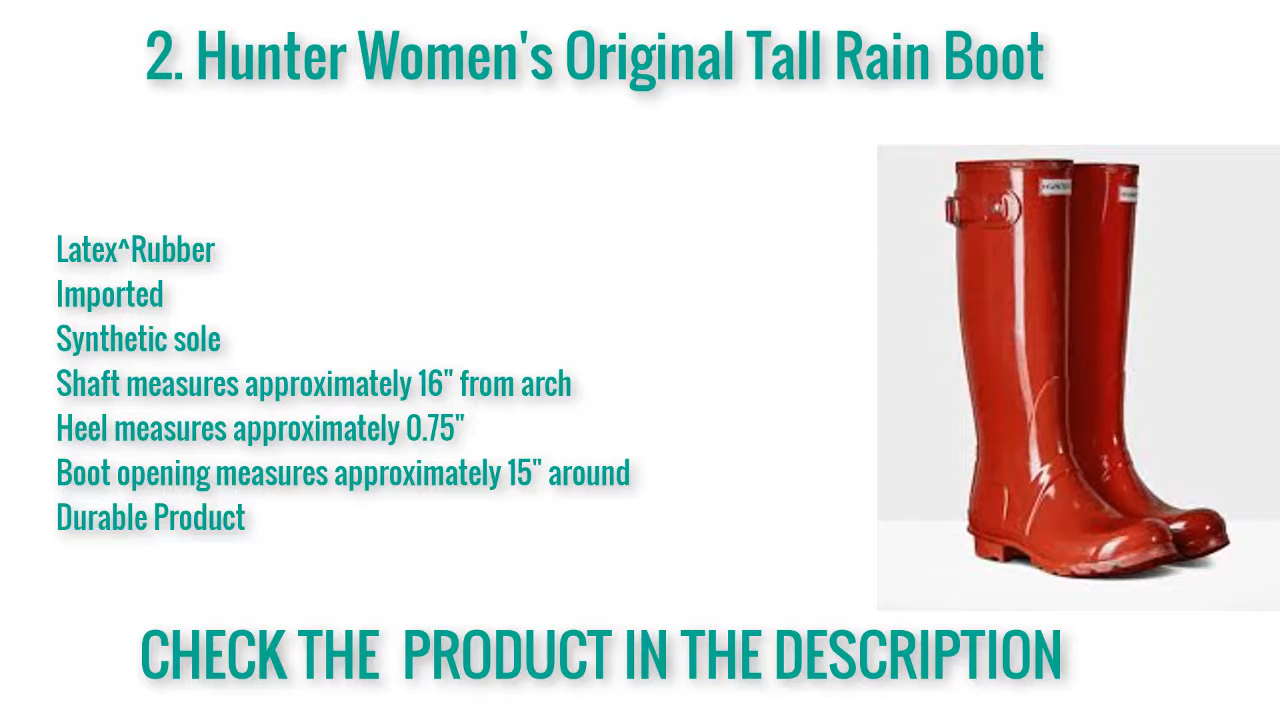 2. Hunter Women's Original Tall Rain Boot
Latex^Rubber
Imported
Synthetic sole
Shaft measures approximately 16" from arch
Heel measures approximately 0.75"
Boot opening measures approximately 15" around
Durable Product
CHECK THE PRODUCT IN THE DESCRIPTION